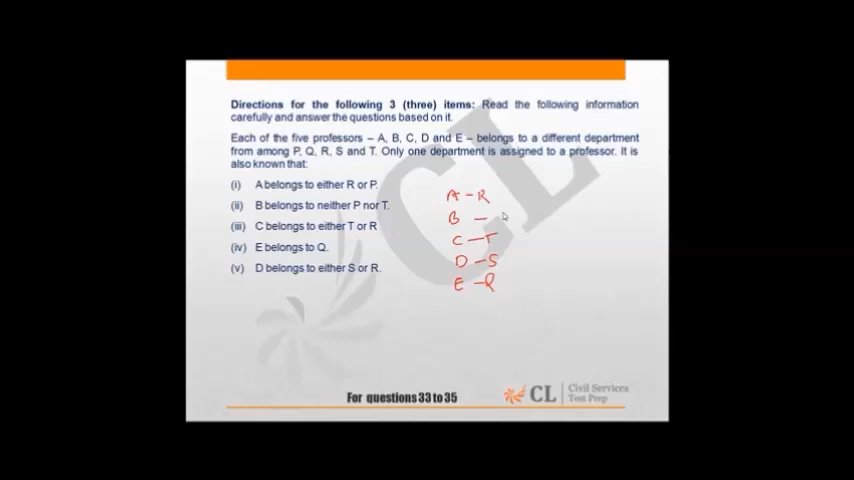 Directions for the following 3 (three) items: Read the following information
carefully and answer the questions based on it.
Each of the five professors – A, B, C, D and E – belongs to a different department
from among P, Q, R, S and T. Only one department is assigned to a professor. It is
also known that:
(i) A belongs to either R or P.
(ii) B belongs to neither P nor T.
(iii) C belongs to either T or R
(iv) E belongs to Q.
(v) D belongs to either S or R.
A – R
B –
C – T
D – S
E – Q
CL
For questions 33 to 35
CL Civil Services
Test Prep